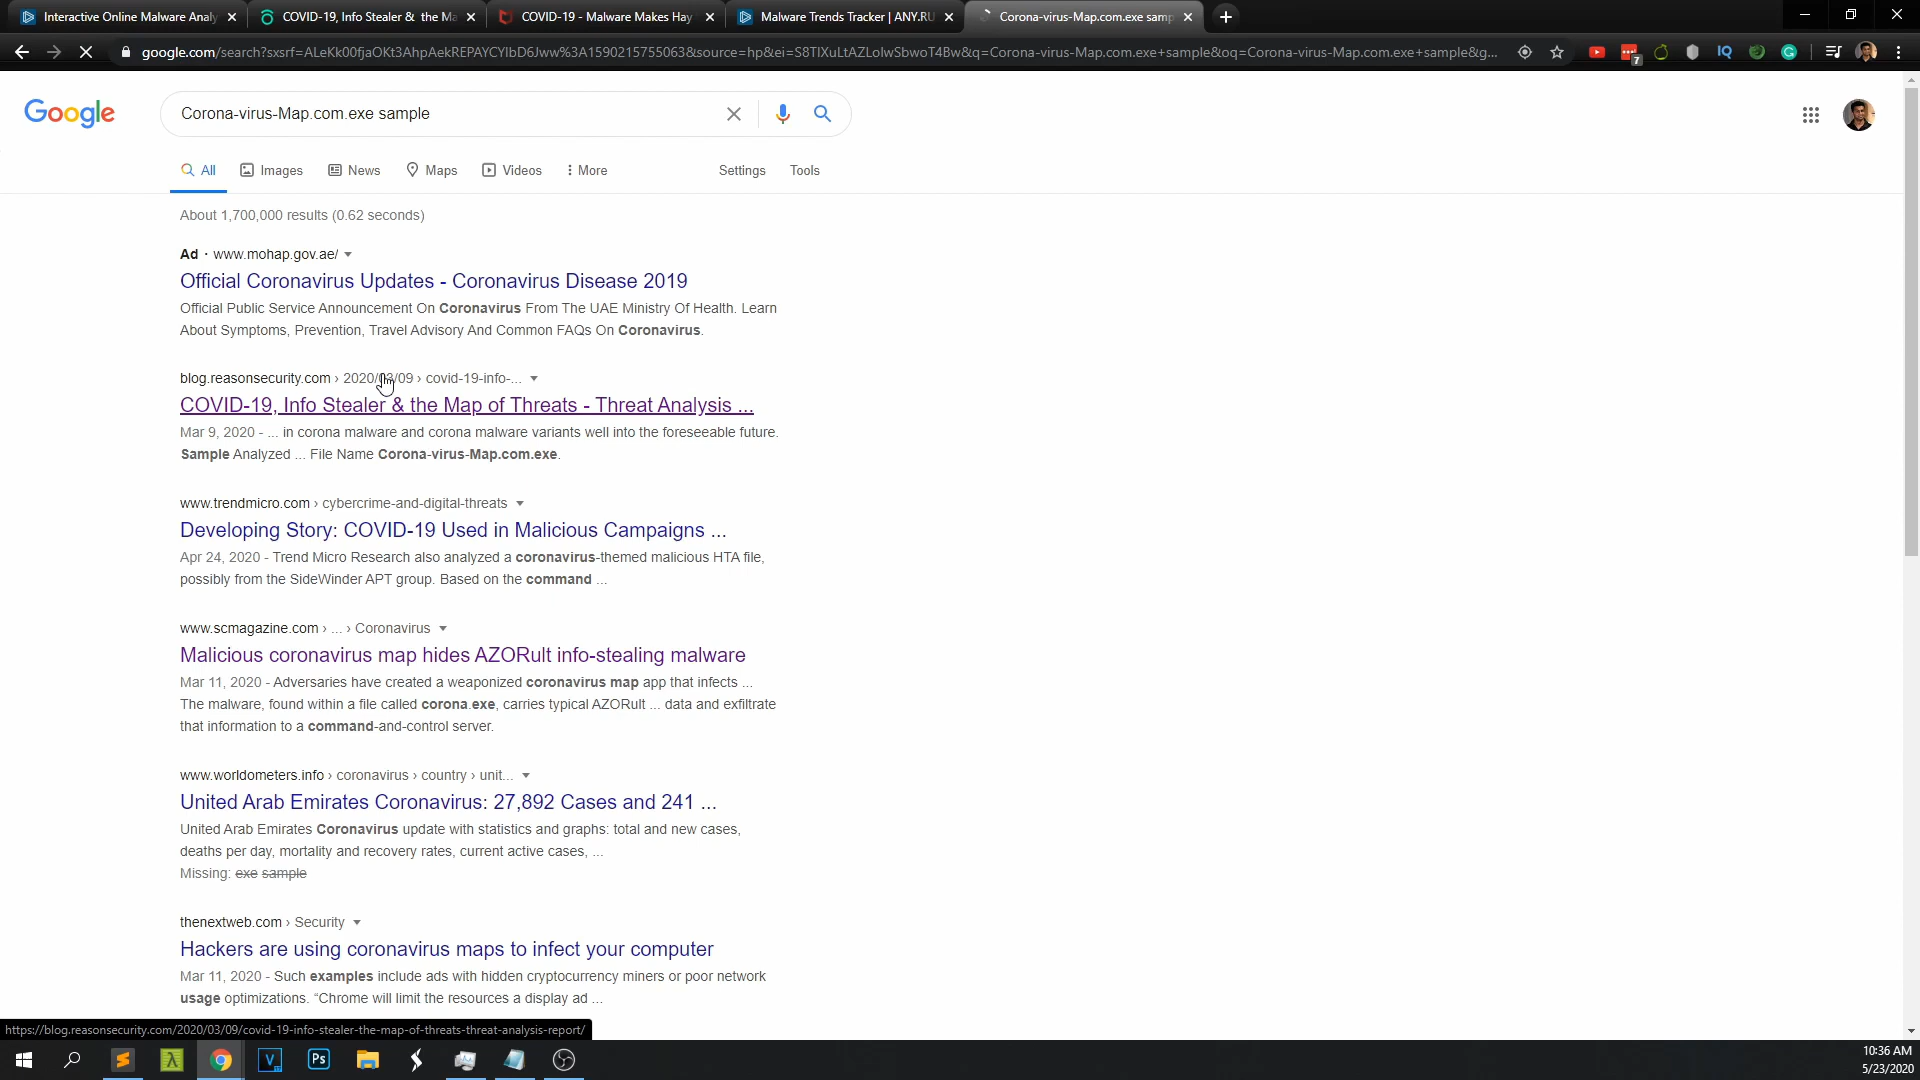 Interactive Online Malware Analy
COVID-19, Info Stealer & the Ma
COVID-19 - Malware Makes Hay
Malware Trends Tracker | ANY.RU
Corona-virus-Map.com.exe samp
google.com/search?sxsrf=ALeKk00fjaOKt3AhpAekREPAYCYlbD6Jww%3A1590215755063&source=hp&ei=S8TIXuLtAZLolwSbwoT4Bw&q=Corona-virus-Map.com.exe+sample&oq=Corona-virus-Map.com.exe+sample&g...
7
Google
Corona-virus-Map.com.exe sample
All
Images
News
Maps
Videos
More
Settings
Tools
About 1,700,000 results (0.62 seconds)
Ad · www.mohap.gov.ae/
Official Coronavirus Updates - Coronavirus Disease 2019
Official Public Service Announcement On Coronavirus From The UAE Ministry Of Health. Learn
About Symptoms, Prevention, Travel Advisory And Common FAQs On Coronavirus.
blog.reasonsecurity.com › 2020/03/09 › covid-19-info-...
COVID-19, Info Stealer & the Map of Threats - Threat Analysis ...
Mar 9, 2020 - ... in corona malware and corona malware variants well into the foreseeable future.
Sample Analyzed ... File Name Corona-virus-Map.com.exe.
www.trendmicro.com › cybercrime-and-digital-threats
Developing Story: COVID-19 Used in Malicious Campaigns ...
Apr 24, 2020 - Trend Micro Research also analyzed a coronavirus-themed malicious HTA file,
possibly from the SideWinder APT group. Based on the command ...
www.scmagazine.com › ... › Coronavirus
Malicious coronavirus map hides AZORult info-stealing malware
Mar 11, 2020 - Adversaries have created a weaponized coronavirus map app that infects ...
The malware, found within a file called corona.exe, carries typical AZORult ... data and exfiltrate
that information to a command-and-control server.
www.worldometers.info › coronavirus › country › unit...
United Arab Emirates Coronavirus: 27,892 Cases and 241 ...
United Arab Emirates Coronavirus update with statistics and graphs: total and new cases,
deaths per day, mortality and recovery rates, current active cases, ...
Missing: exe sample
thenextweb.com › Security
Hackers are using coronavirus maps to infect your computer
Mar 11, 2020 - Such examples include ads with hidden cryptocurrency miners or poor network
usage optimizations. “Chrome will limit the resources a display ad ...
https://blog.reasonsecurity.com/2020/03/09/covid-19-info-stealer-the-map-of-threats-threat-analysis-report/
10:36 AM
5/23/2020